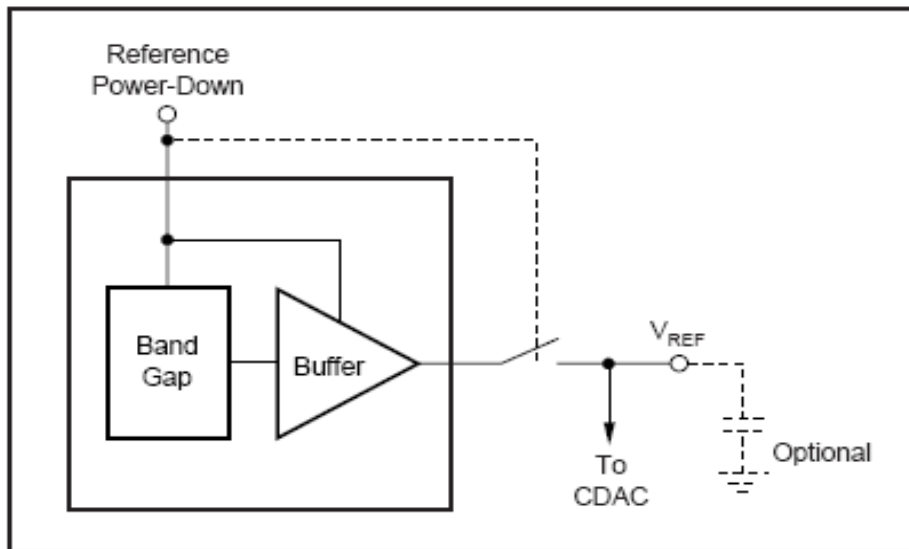 Reference
Power-Down
Band
Gap
Buffer
VREF
To
CDAC
Optional